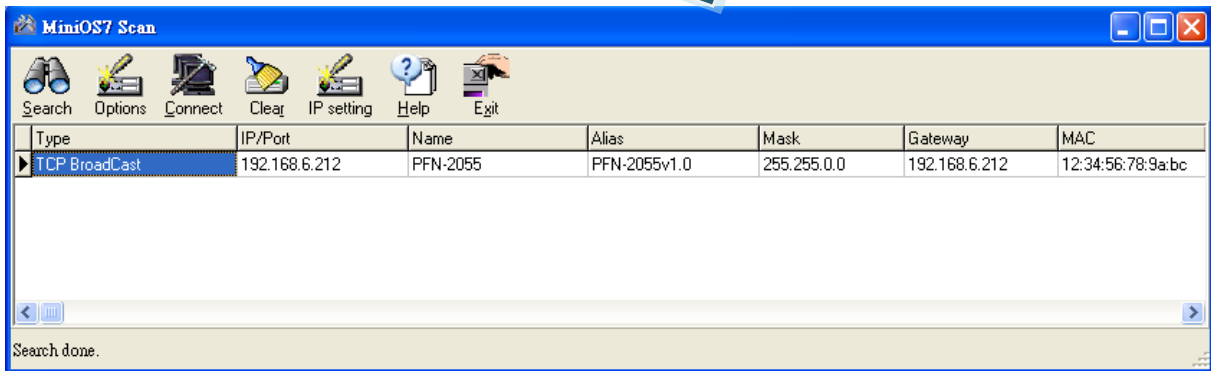 MiniOS7 Scan
Search Options Connect Clear IP setting Help Exit
Type IP/Port Name Alias Mask Gateway MAC
TCP BroadCast 192.168.6.212 PFN-2055 PFN-2055v1.0 255.255.0.0 192.168.6.212 12:34:56:78:9a:bc
Search done.